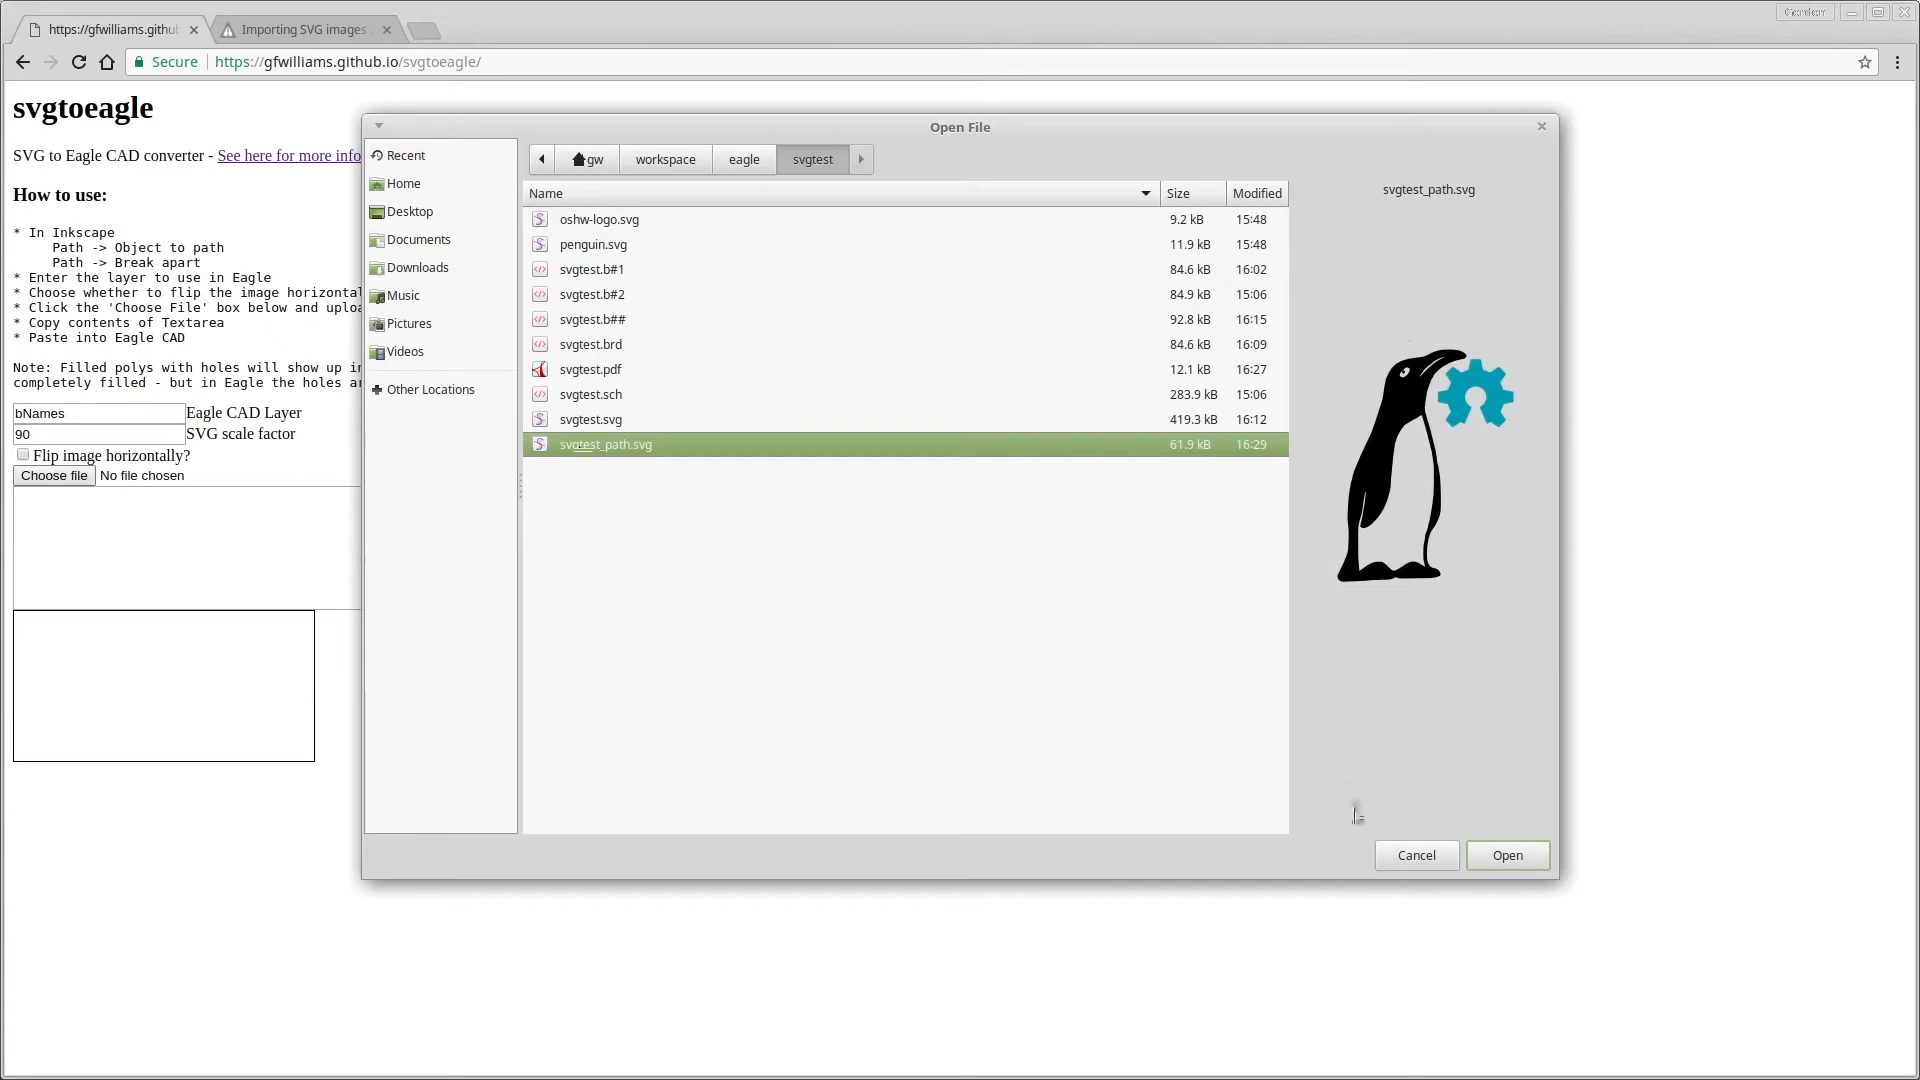 https://gfwilliams.githu
Importing SVG images
Secure
https://gfwilliams.github.io/svgtoeagle/
svgtoeagle
SVG to Eagle CAD converter - See here for more info
How to use:
* In Inkscape
Path -> Object to path
Path -> Break apart
* Enter the layer to use in Eagle
* Choose whether to flip the image horizontal
* Click the 'Choose File' box below and uploa
* Copy contents of Textarea
* Paste into Eagle CAD
Note: Filled polys with holes will show up in
completely filled - but in Eagle the holes ar
bNames Eagle CAD Layer
90 SVG scale factor
Flip image horizontally?
Choose file No file chosen
Open File
Recent
Home
Desktop
Documents
Downloads
Music
Pictures
Videos
Other Locations
gw workspace eagle svgtest
Name Size Modified
oshw-logo.svg 9.2 kB 15:48
penguin.svg 11.9 kB 15:48
svgtest.b#1 84.6 kB 16:02
svgtest.b#2 84.9 kB 15:06
svgtest.b## 92.8 kB 16:15
svgtest.brd 84.6 kB 16:09
svgtest.pdf 12.1 kB 16:27
svgtest.sch 283.9 kB 15:06
svgtest.svg 419.3 kB 16:12
svgtest_path.svg 61.9 kB 16:29
svgtest_path.svg
Cancel Open